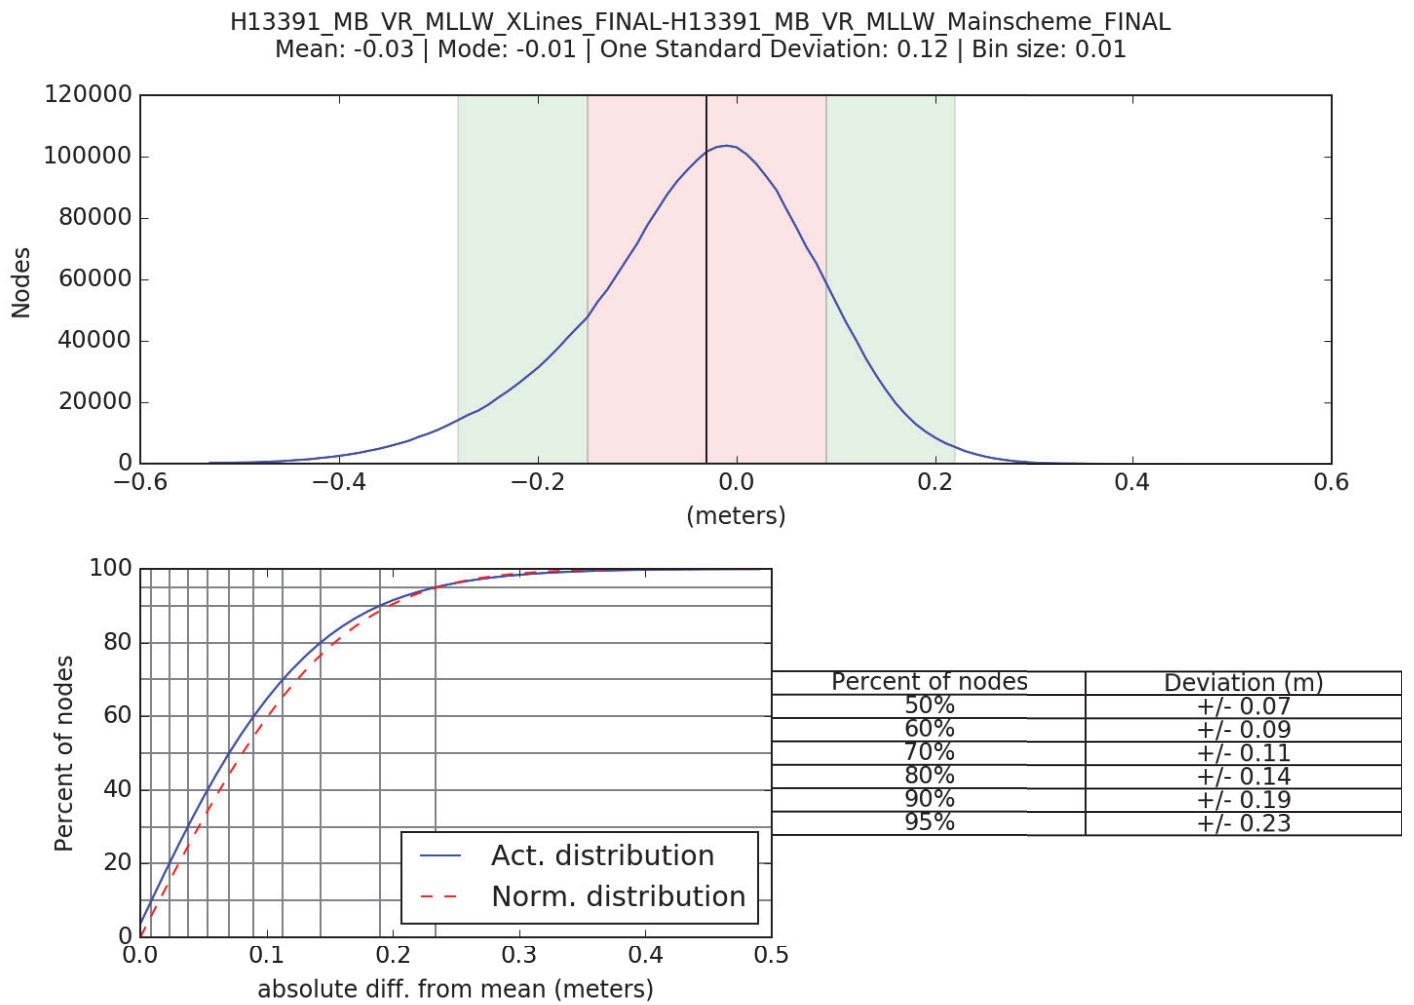 H13391_MB_VR_MLLW_XLines_FINAL-H13391_MB_VR_MLLW_Mainscheme_FINAL
Mean: -0.03 | Mode: -0.01 | One Standard Deviation: 0.12 | Bin size: 0.01
120000
100000
80000
60000
40000
20000
0
Nodes
−0.6 −0.4 −0.2 0.0 0.2 0.4 0.6
(meters)
100
80
60
40
20
0
Percent of nodes
Act. distribution
Norm. distribution
0.0 0.1 0.2 0.3 0.4 0.5
absolute diff. from mean (meters)
Percent of nodes Deviation (m)
50% +/- 0.07
60% +/- 0.09
70% +/- 0.11
80% +/- 0.14
90% +/- 0.19
95% +/- 0.23